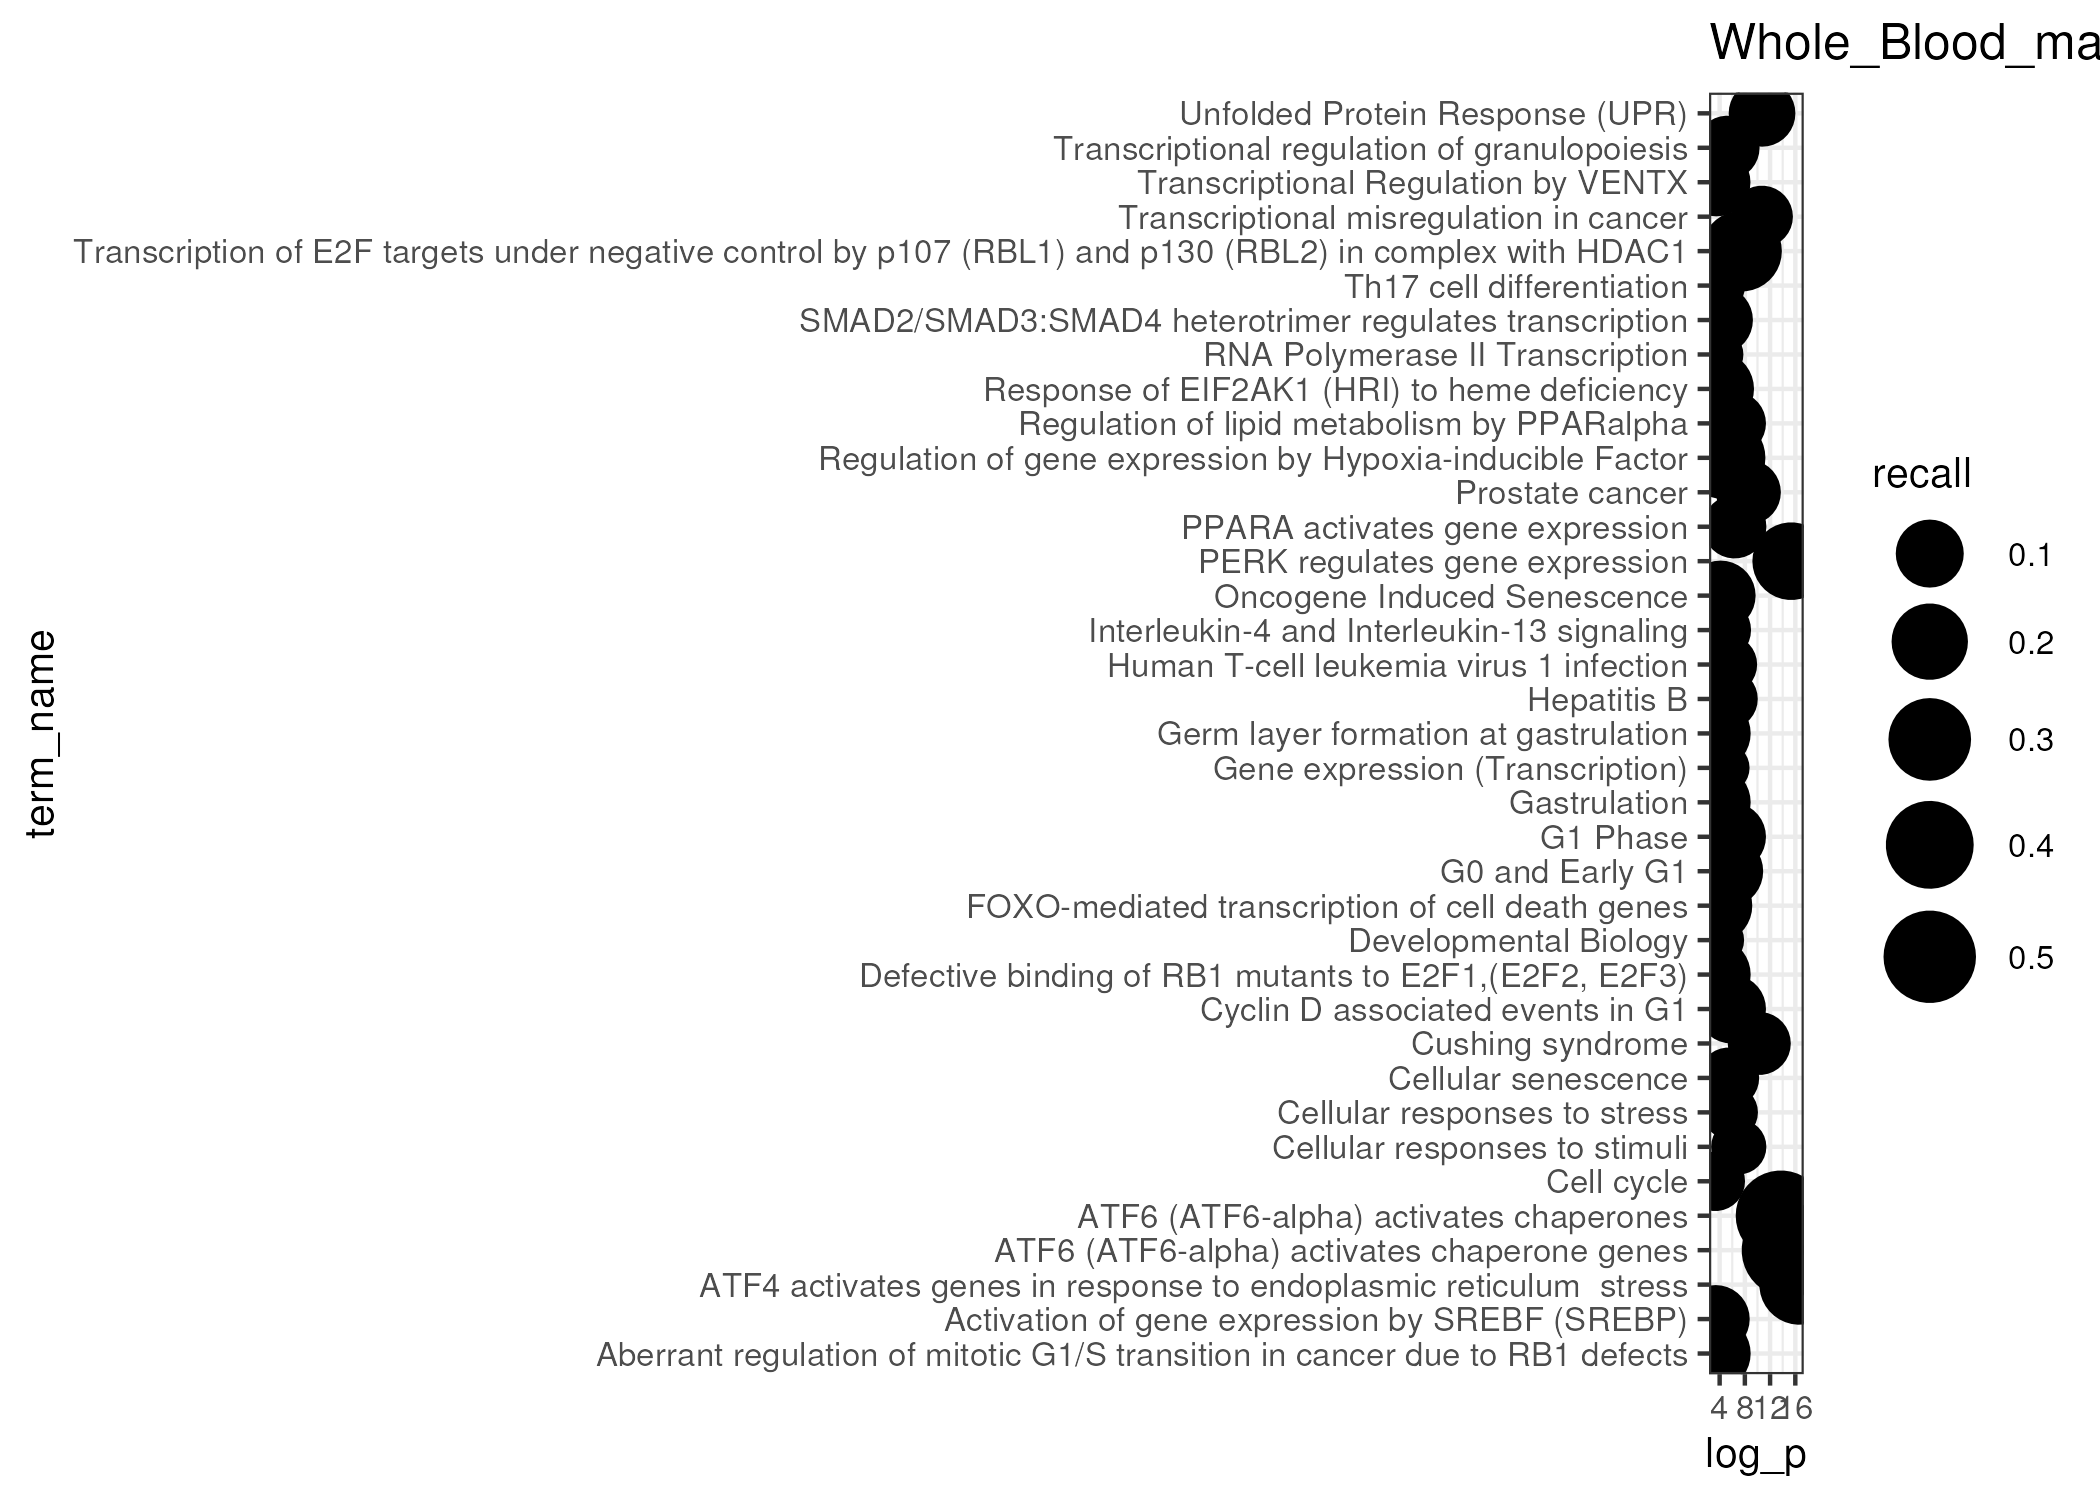 Whole_Blood_ma
Unfolded Protein Response (UPR)
Transcriptional regulation of granulopoiesis
Transcriptional Regulation by VENTX
Transcriptional misregulation in cancer
Transcription of E2F targets under negative control by p107 (RBL1) and p130 (RBL2) in complex with HDAC1
Th17 cell differentiation
SMAD2/SMAD3:SMAD4 heterotrimer regulates transcription
RNA Polymerase II Transcription
Response of EIF2AK1 (HRI) to heme deficiency
Regulation of lipid metabolism by PPARalpha
Regulation of gene expression by Hypoxia-inducible Factor
Prostate cancer
PPARA activates gene expression
PERK regulates gene expression
Oncogene Induced Senescence
Interleukin-4 and Interleukin-13 signaling
Human T-cell leukemia virus 1 infection
Hepatitis B
Germ layer formation at gastrulation
Gene expression (Transcription)
Gastrulation
G1 Phase
G0 and Early G1
FOXO-mediated transcription of cell death genes
Developmental Biology
Defective binding of RB1 mutants to E2F1,(E2F2, E2F3)
Cyclin D associated events in G1
Cushing syndrome
Cellular senescence
Cellular responses to stress
Cellular responses to stimuli
Cell cycle
ATF6 (ATF6-alpha) activates chaperones
ATF6 (ATF6-alpha) activates chaperone genes
ATF4 activates genes in response to endoplasmic reticulum  stress
Activation of gene expression by SREBF (SREBP)
Aberrant regulation of mitotic G1/S transition in cancer due to RB1 defects
term_name
4 8 12 16
log_p
recall
0.1
0.2
0.3
0.4
0.5